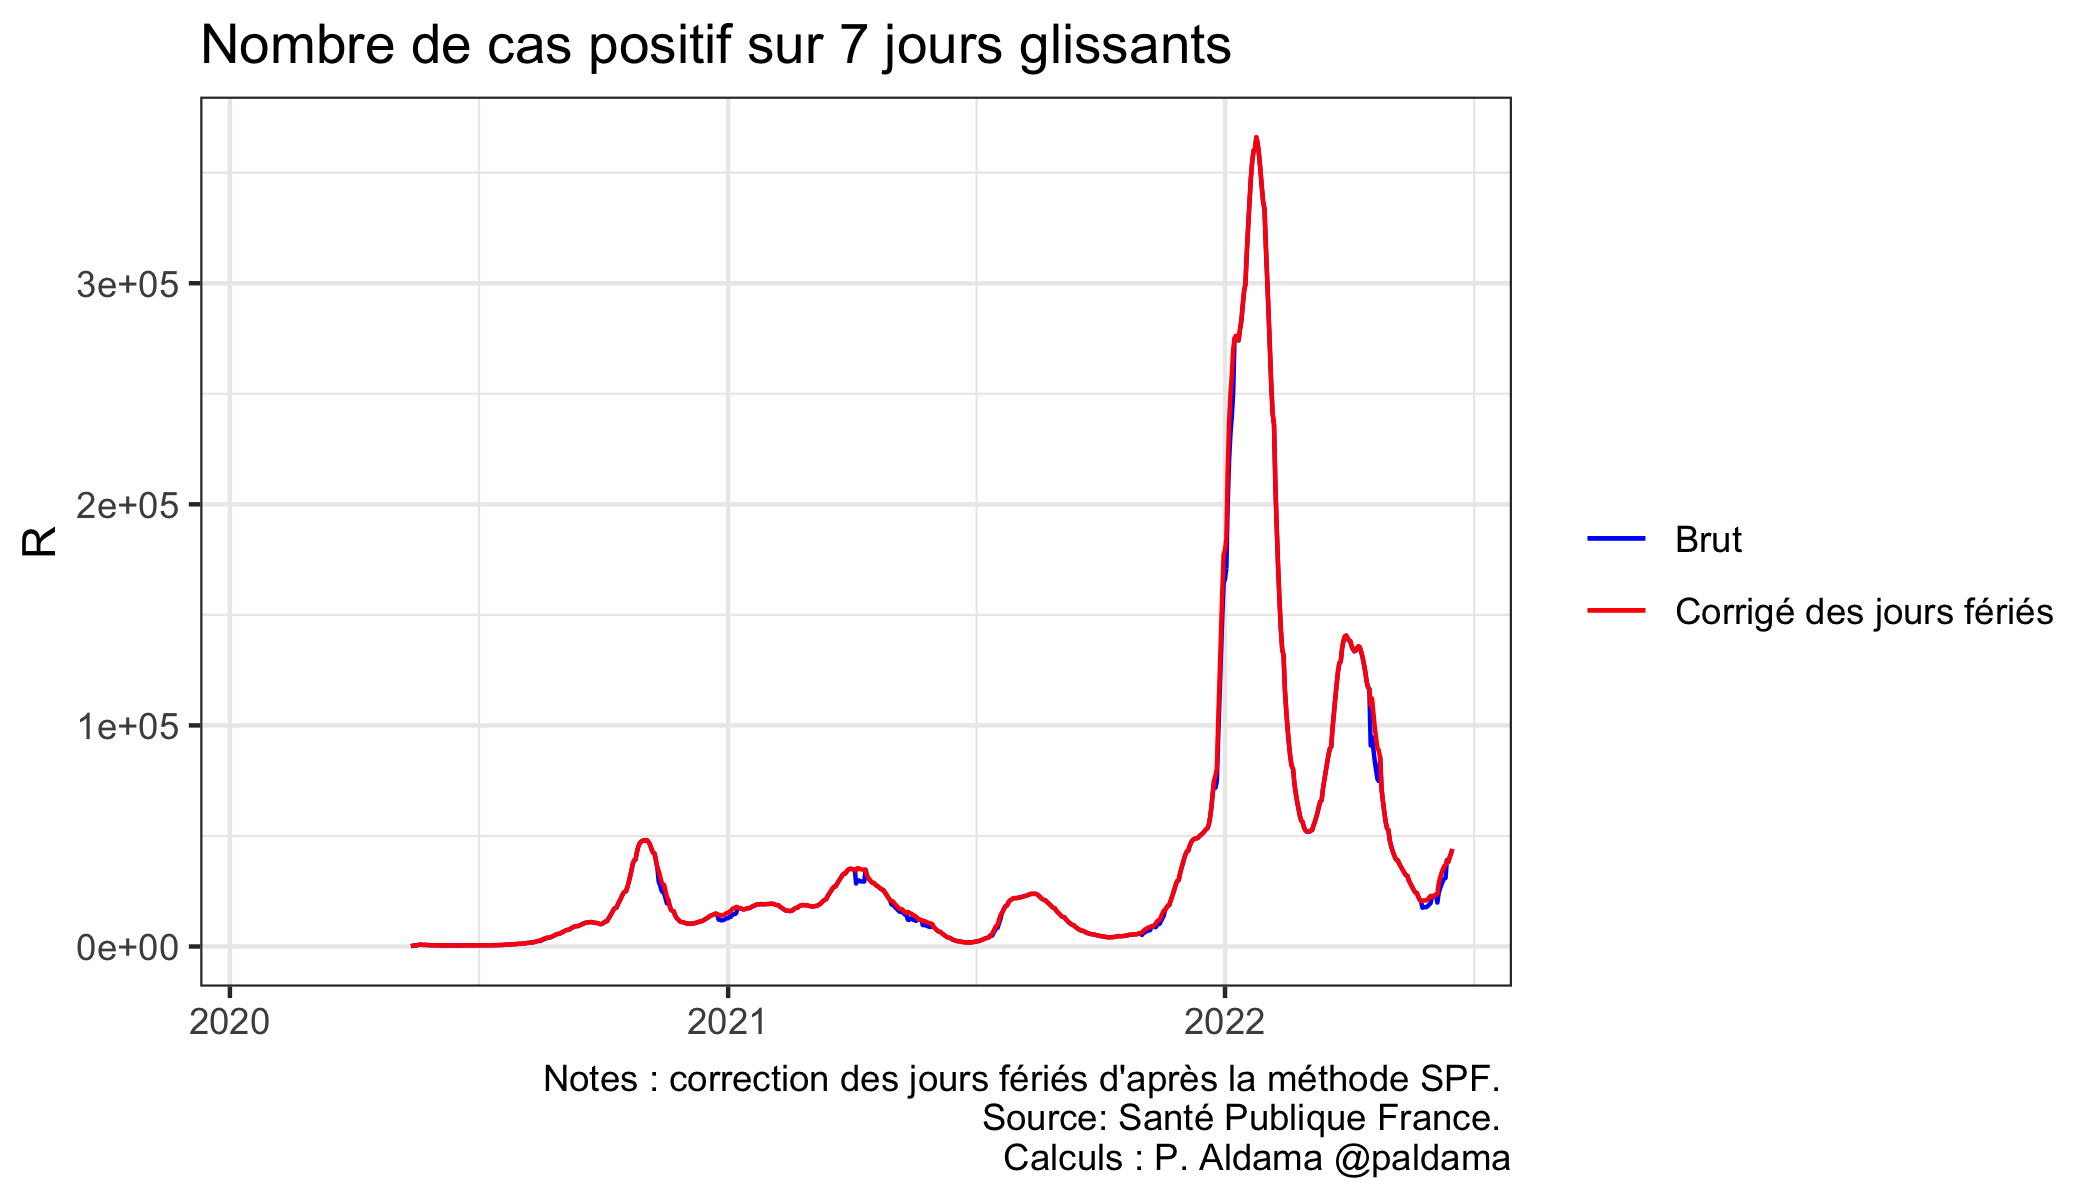 Nombre de cas positif sur 7 jours glissants
3e+05
2e+05
1e+05
0e+00
R
2020
2021
2022
Brut
Corrigé des jours fériés
Notes : correction des jours fériés d'après la méthode SPF.
Source: Santé Publique France.
Calculs : P. Aldama @paldama